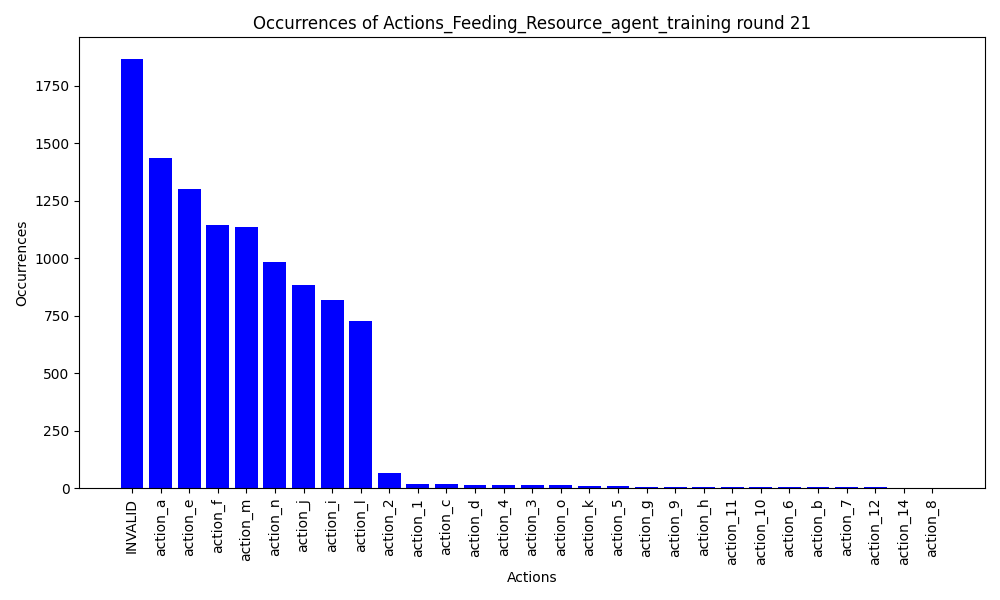 Occurrences of Actions_Feeding_Resource_agent_training round 21
Occurrences
1750
1500
1250
1000
750
500
250
0
INVALID
action_a
action_e
action_f
action_m
action_n
action_j
action_i
action_l
action_2
action_1
action_c
action_d
action_4
action_3
action_o
action_k
action_5
action_g
action_9
action_h
action_11
action_10
action_6
action_b
action_7
action_12
action_14
action_8
Actions